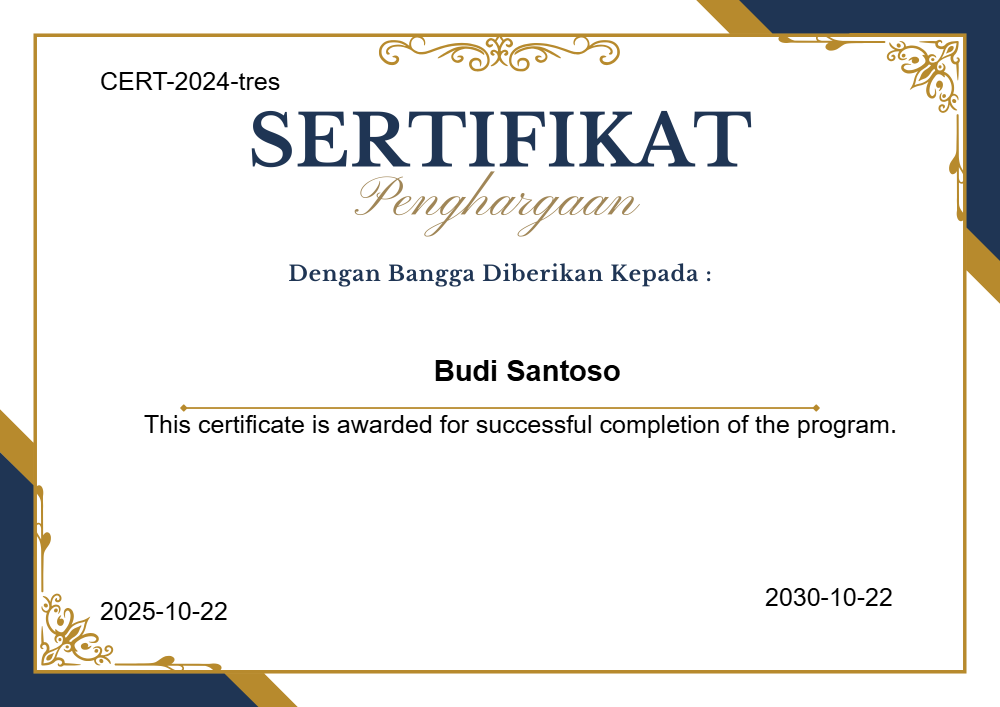 CERT-2024-tres
SERTIFIKAT
Penghargaan
Dengan Bangga Diberikan Kepada :
Budi Santoso
This certificate is awarded for successful completion of the program.
2025-10-22
2030-10-22